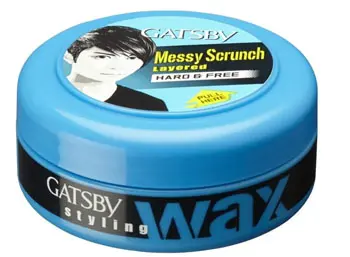 GATSBY
Messy Scrunch
Layered
HARD & FREE
PULL
HERE
GATSBY
styling
wax